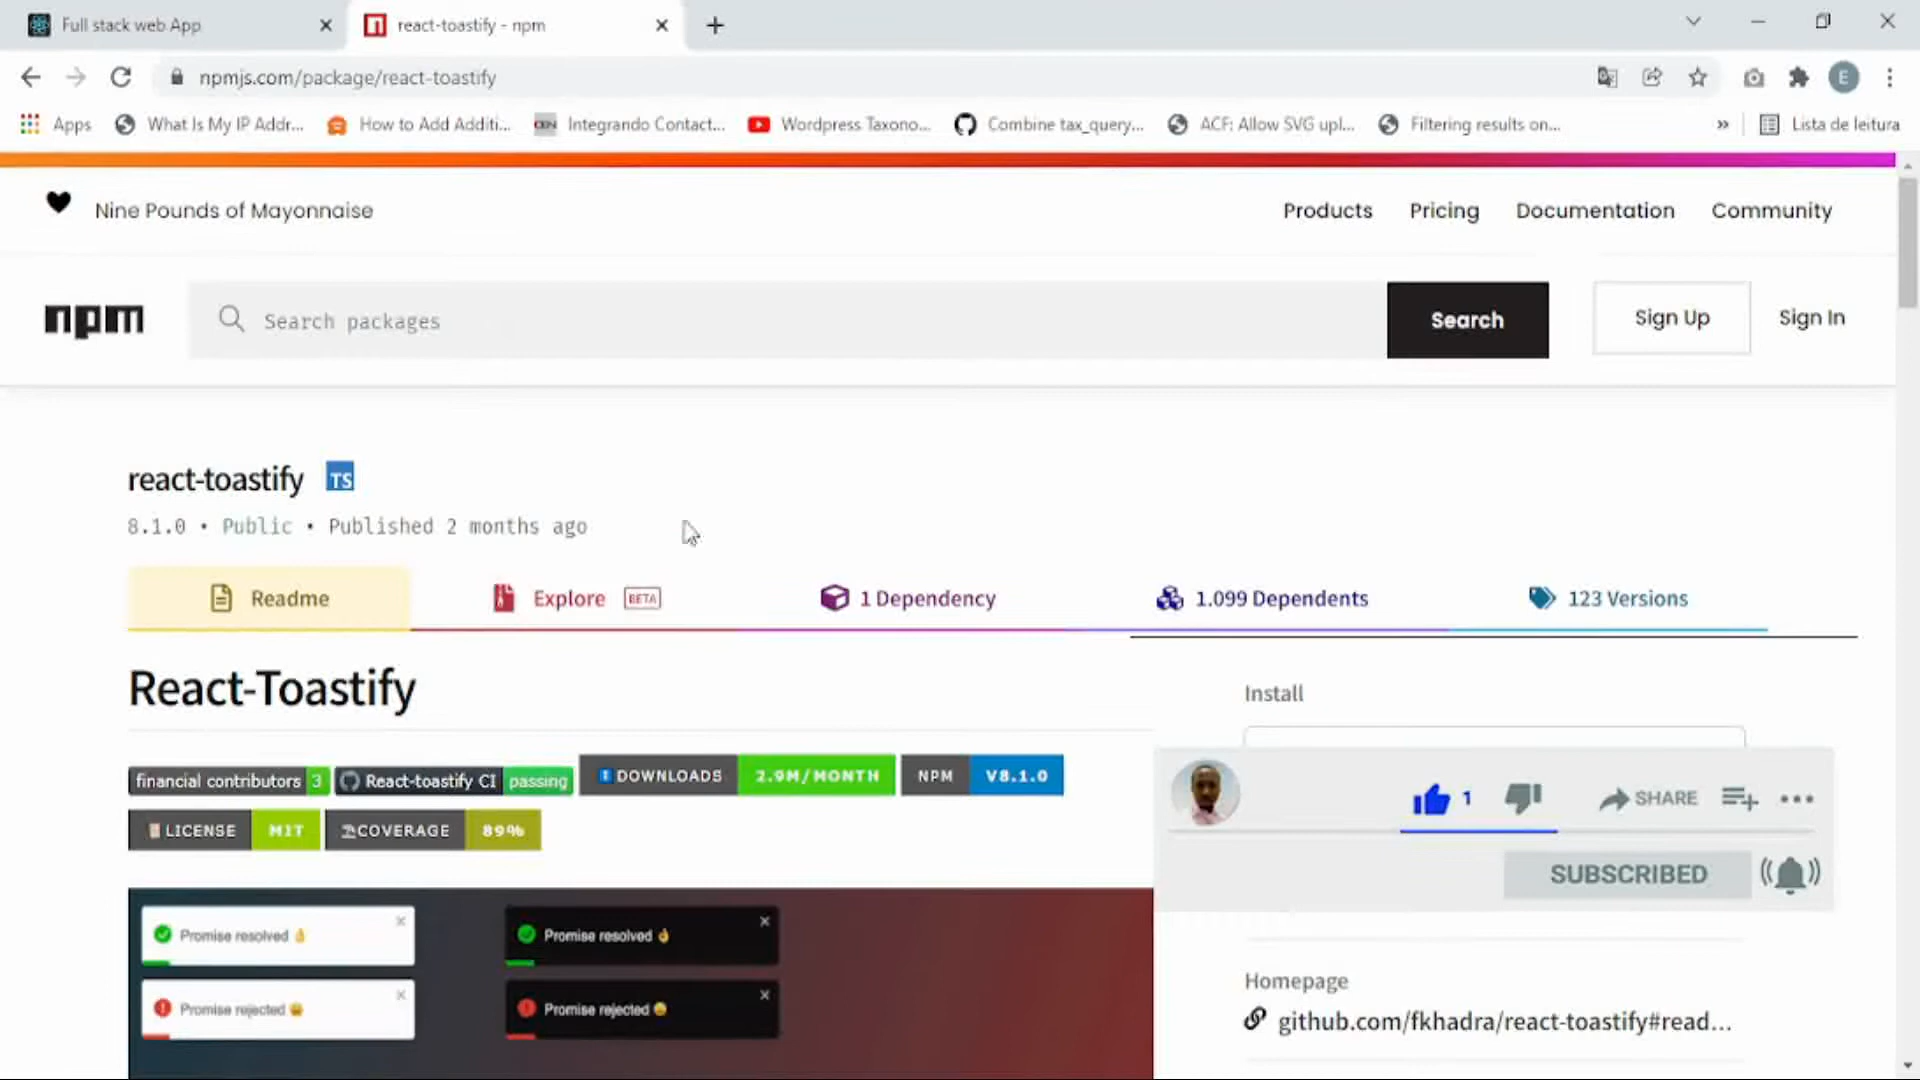 Full stack web App
react-toastify - npm
npmjs.com/package/react-toastify
E
Apps
What Is My IP Addr...
How to Add Additi...
Integrando Contact...
Wordpress Taxono...
Combine tax_query...
ACF: Allow SVG upl...
Filtering results on...
»
Lista de leitura
Nine Pounds of Mayonnaise
Products
Pricing
Documentation
Community
npm
Search packages
Search
Sign Up
Sign In
react-toastify TS
8.1.0 • Public • Published 2 months ago
Readme
Explore BETA
1 Dependency
1.099 Dependents
123 Versions
React-Toastify
Install
financial contributors 3
React-toastify CI passing
DOWNLOADS 2.9M/MONTH
NPM V8.1.0
LICENSE MIT
COVERAGE 89%
1
SHARE
SUBSCRIBED
Promise resolved 👌
Promise resolved 👌
Promise rejected
Promise rejected
Homepage
github.com/fkhadra/react-toastify#read...